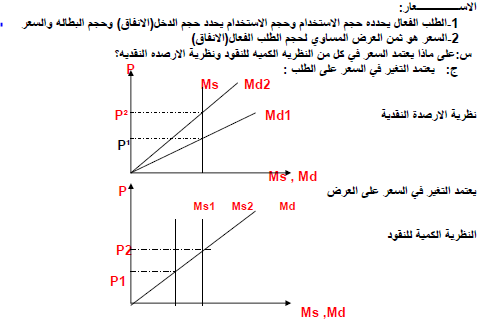 الاســــــــعار:
1-الطلب الفعال يحدده حجم الاستخدام وحجم الاستخدام يحدد حجم الدخل(الانفاق) وحجم البطاله والسعر
2-السعر هو ثمن العرض المساوي لحجم الطلب الفعال(الانفاق)
س:على ماذا يعتمد السعر في كل من النظريه الكميه للنقود ونظرية الارصده النقديه؟
ج: يعتمد التغير في السعر على الطلب :
P
Ms Md2
P²
Md1
نظرية الارصدة النقدية
P¹
Ms , Md
يعتمد التغير في السعر على العرض
P
Ms1 Ms2 Md
النظرية الكمية للنقود
P2
P1
Ms ,Md